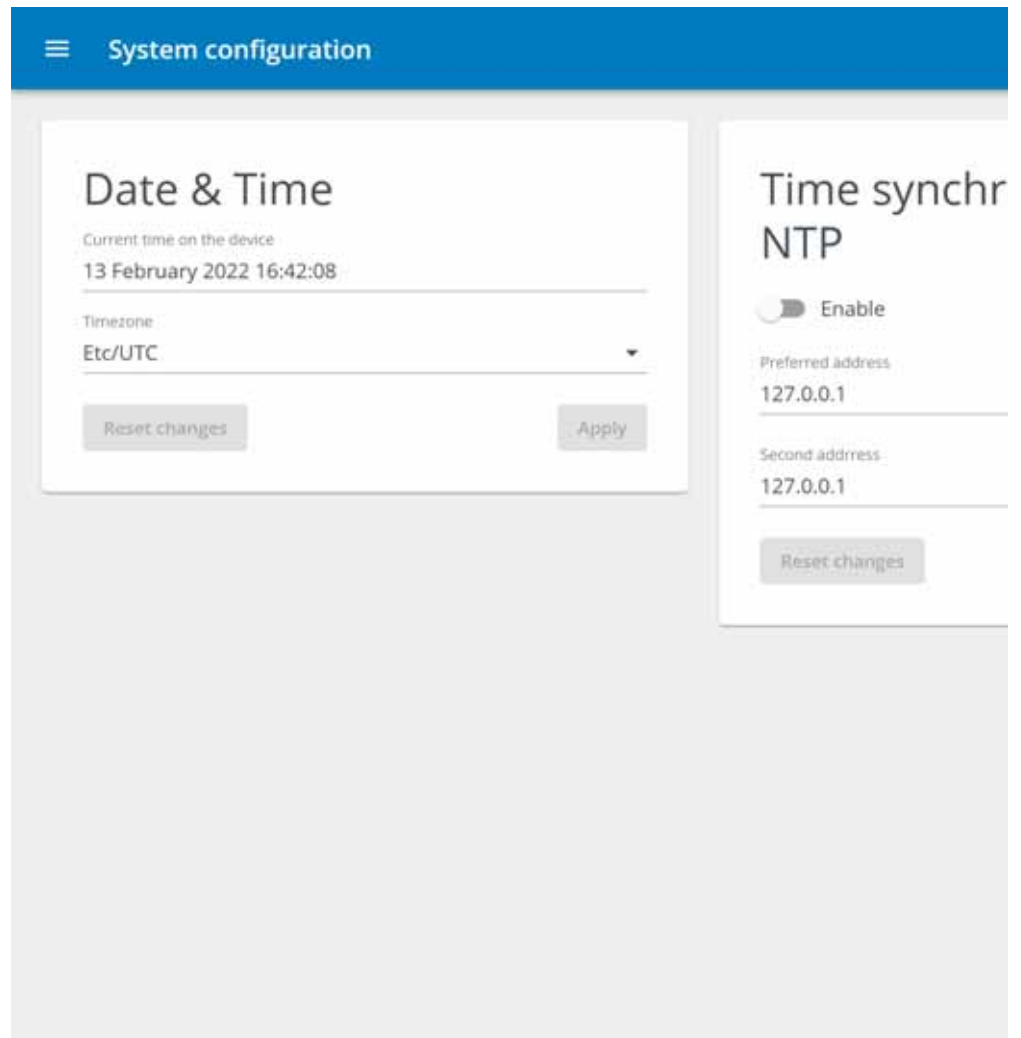 System configuration
Date & Time
Current time on the device
13 February 2022 16:42:08
Timezone
Etc/UTC
Reset changes
Apply
Time synchr
NTP
Enable
Preferred address
127.0.0.1
Second addrress
127.0.0.1
Reset changes